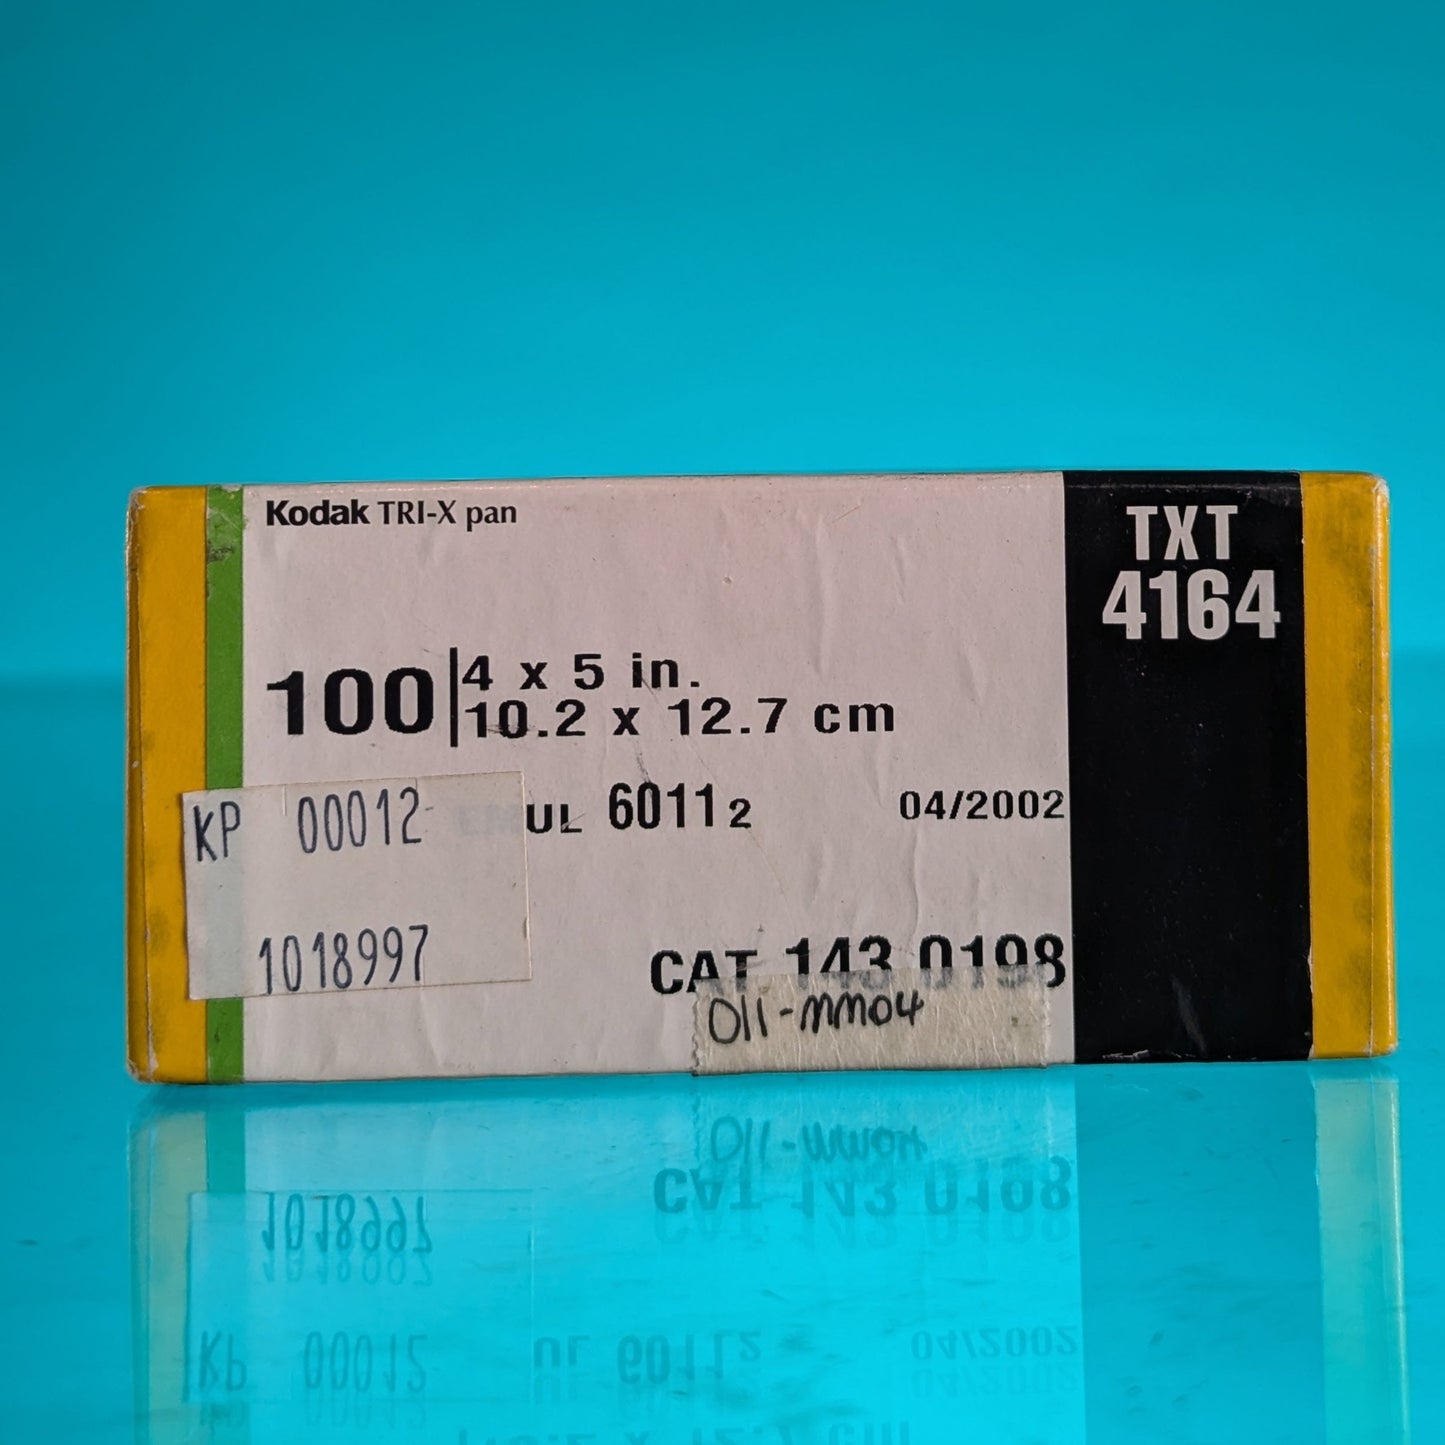 Kodak TRI-X pan
TXT
4164
100
4 x 5 in.
10.2 x 12.7 cm
KP 00012
EMUL 6011 2
04/2002
1018997
CAT 143 0198
011-MM04